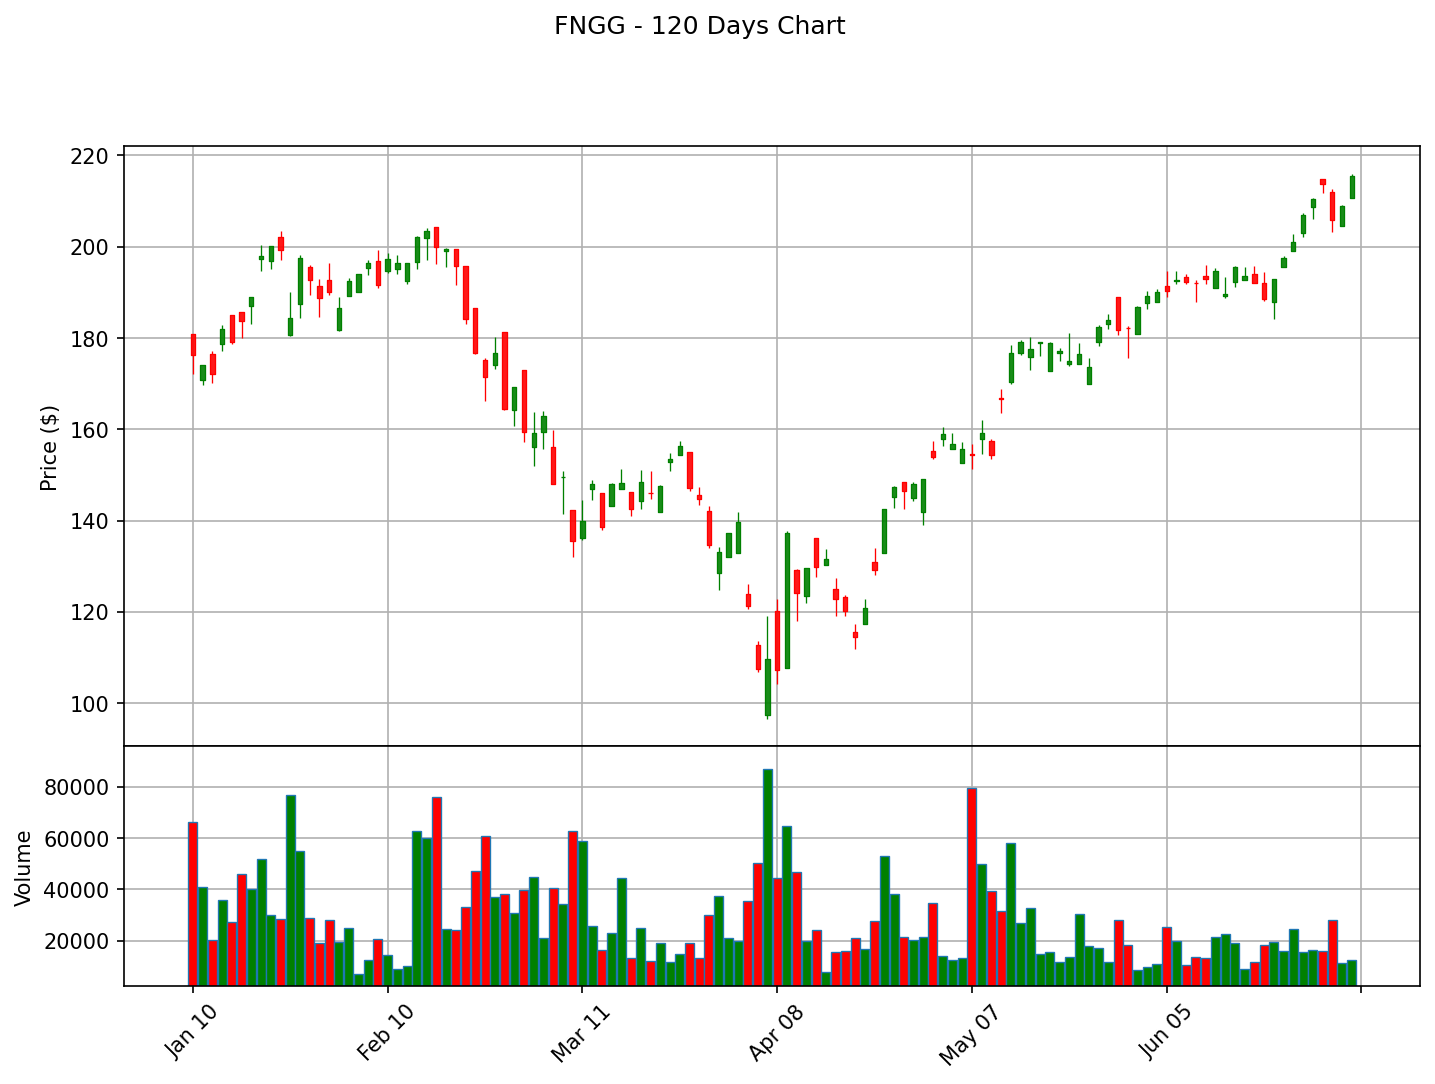 FNGG - 120 Days Chart
220
200
180
160
140
120
100
Price ($)
80000
60000
40000
20000
Volume
Jan 10
Feb 10
Mar 11
Apr 08
May 07
Jun 05